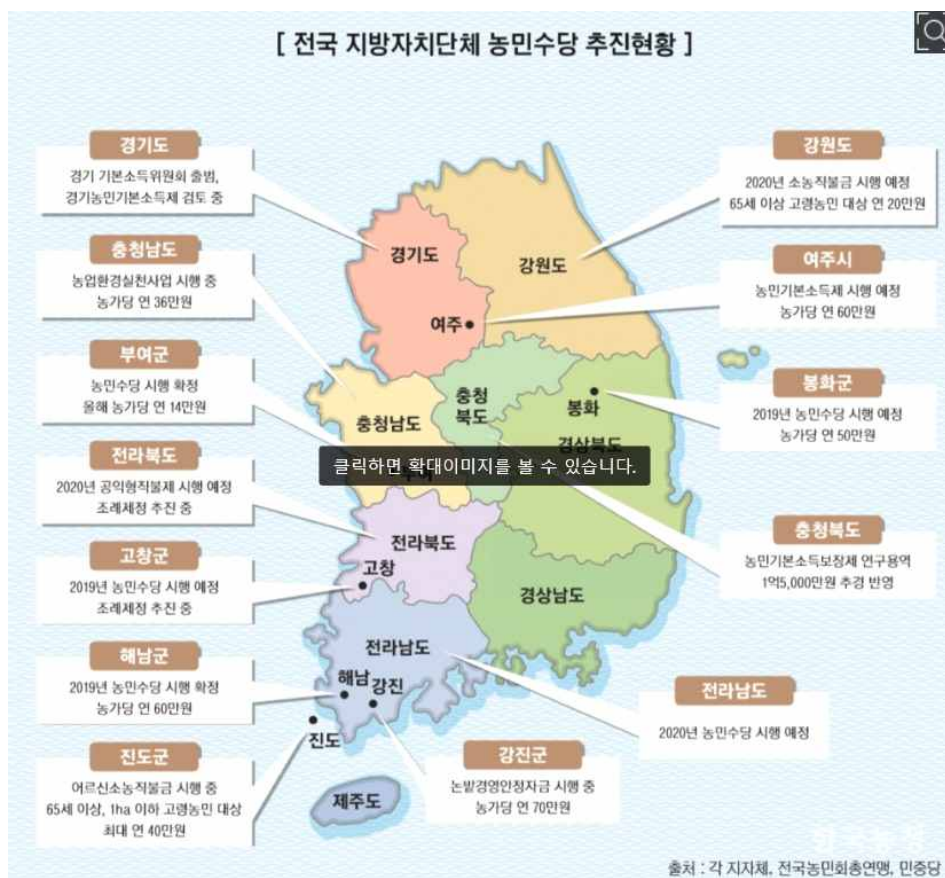 [ 전국 지방자치단체 농민수당 추진현황 ]
경기도
경기 기본소득위원회 출범,
경기농민기본소득제 검토 중
강원도
2020년 소농직불금 시행 예정
65세 이상 고령농민 대상 연 20만원
충청남도
농업환경실천사업 시행 중
농가당 연 36만원
여주시
농민기본소득제 시행 예정
농가당 연 60만원
부여군
농민수당 시행 확정
올해 농가당 연 14만원
봉화군
2019년 농민수당 시행 예정
농가당 연 50만원
전라북도
2020년 공익형직불제 시행 예정
조례제정 추진 중
충청북도
농민기본소득보장제 연구용역
1억5,000만원 추경 반영
고창군
2019년 농민수당 시행 예정
조례제정 추진 중
해남군
2019년 농민수당 시행 확정
농가당 연 60만원
전라남도
2020년 농민수당 시행 예정
진도군
어르신소농직불금 시행 중
65세 이상, 1ha 이하 고령농민 대상
최대 연 40만원
강진군
논밭경영안정자금 시행 중
농가당 연 70만원
경기도
강원도
여주
충청
북도
봉화
충청남도
경상북도
클릭하면 확대이미지를 볼 수 있습니다.
전라북도
고창
경상남도
전라남도
해남
강진
진도
제주도
출처 : 각 지자체, 전국농민회총연맹, 민중당